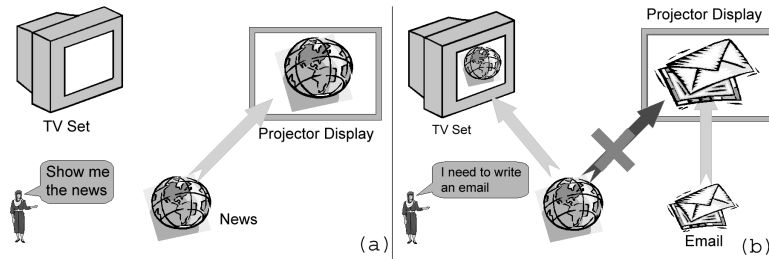 TV Set
Projector Display
Show me
the news
News
(a)
Projector Display
TV Set
I need to write
an email
Email
(b)